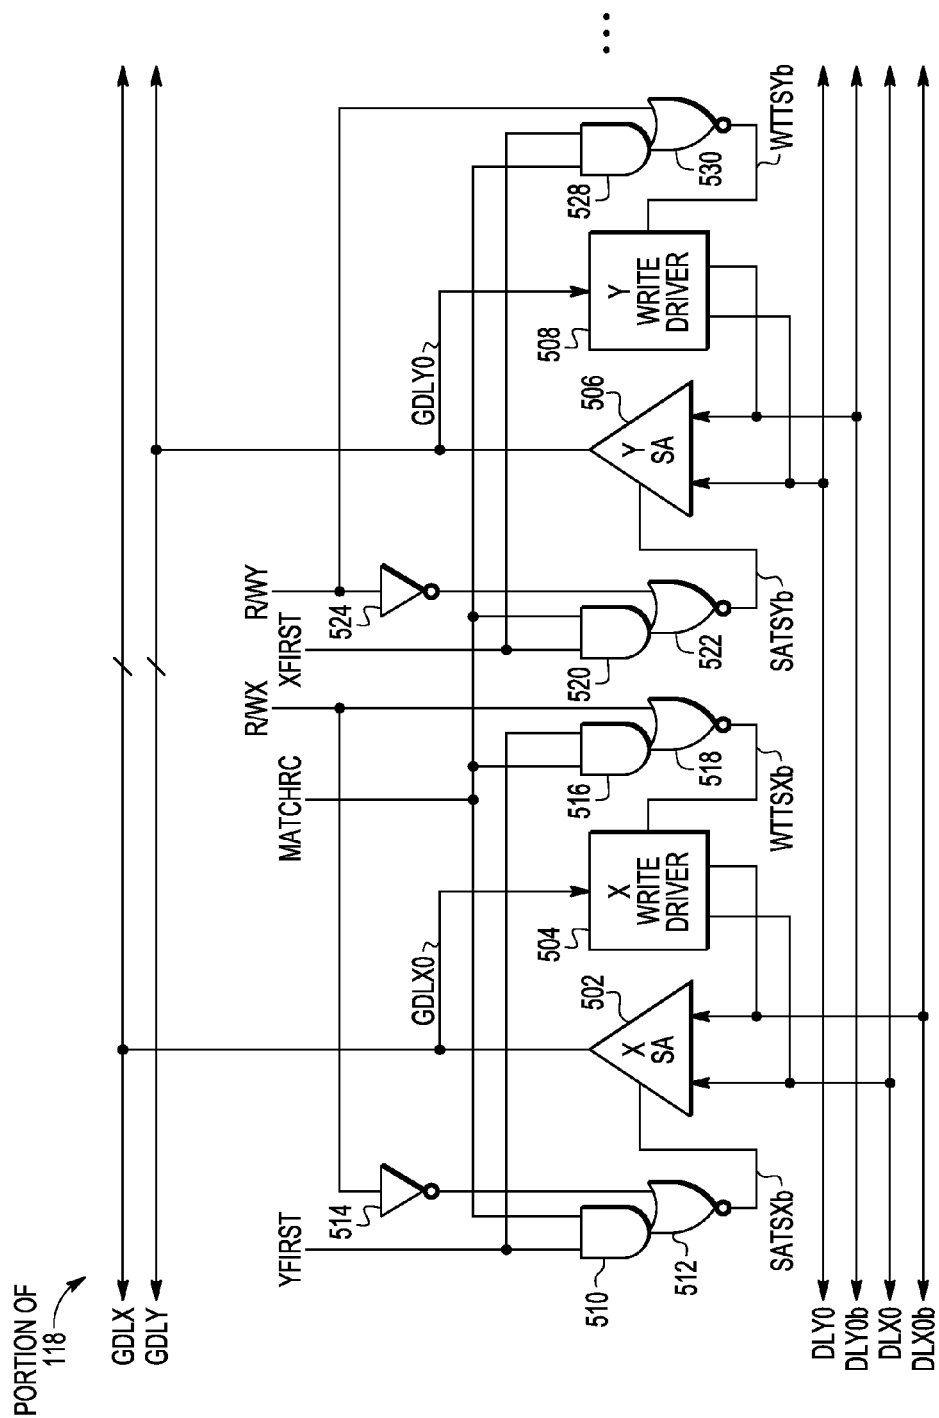 PORTION OF
118
GDLX
GDLY
YFIRST
MATCHRC
R/WX
XFIRST
R/WY
514
524
GDLX0
GDLY0
510
512
X
SA
502
X
WRITE
DRIVER
504
516
518
520
522
Y
SA
506
Y
WRITE
DRIVER
508
528
530
SATSXb
WTTSXb
SATSYb
WTTSYb
DLY0
DLY0b
DLX0
DLX0b